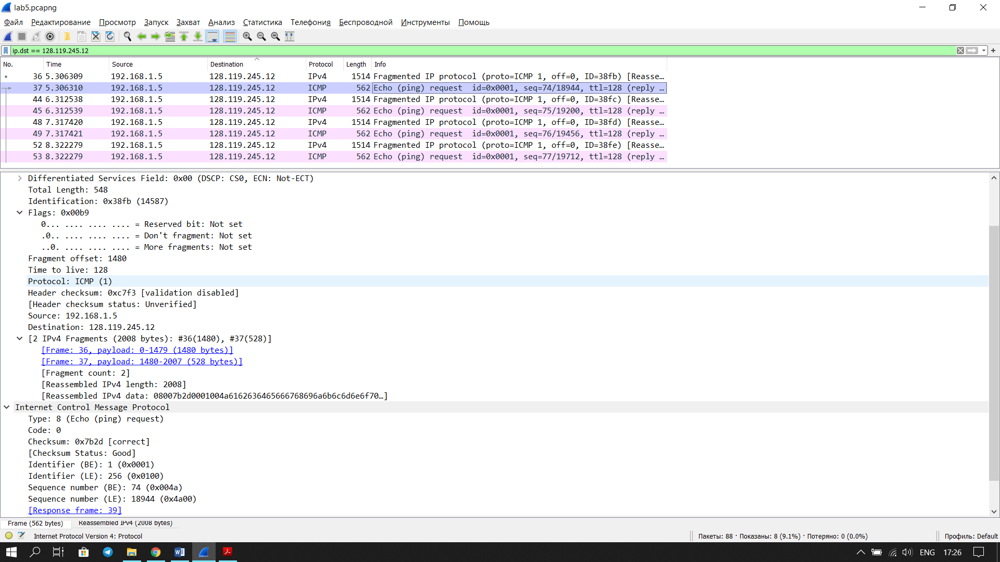 lab5.pcapng
Файл Редактирование Просмотр Запуск Захват Анализ Статистика Телефония Беспроводной Инструменты Помощь
ip.dst == 128.119.245.12
No. Time Source Destination Protocol Length Info
36 5.306309 192.168.1.5 128.119.245.12 IPv4 1514 Fragmented IP protocol (proto=ICMP 1, off=0, ID=38fb) [Reasse…
37 5.306310 192.168.1.5 128.119.245.12 ICMP 562 Echo (ping) request id=0x0001, seq=74/18944, ttl=128 (reply …
44 6.312538 192.168.1.5 128.119.245.12 IPv4 1514 Fragmented IP protocol (proto=ICMP 1, off=0, ID=38fc) [Reasse…
45 6.312539 192.168.1.5 128.119.245.12 ICMP 562 Echo (ping) request id=0x0001, seq=75/19200, ttl=128 (reply …
48 7.317420 192.168.1.5 128.119.245.12 IPv4 1514 Fragmented IP protocol (proto=ICMP 1, off=0, ID=38fd) [Reasse…
49 7.317421 192.168.1.5 128.119.245.12 ICMP 562 Echo (ping) request id=0x0001, seq=76/19456, ttl=128 (reply …
52 8.322279 192.168.1.5 128.119.245.12 IPv4 1514 Fragmented IP protocol (proto=ICMP 1, off=0, ID=38fe) [Reasse…
53 8.322279 192.168.1.5 128.119.245.12 ICMP 562 Echo (ping) request id=0x0001, seq=77/19712, ttl=128 (reply …
Differentiated Services Field: 0x00 (DSCP: CS0, ECN: Not-ECT)
Total Length: 548
Identification: 0x38fb (14587)
Flags: 0x00b9
0... .... .... .... = Reserved bit: Not set
.0.. .... .... .... = Don't fragment: Not set
..0. .... .... .... = More fragments: Not set
Fragment offset: 1480
Time to live: 128
Protocol: ICMP (1)
Header checksum: 0xc7f3 [validation disabled]
[Header checksum status: Unverified]
Source: 192.168.1.5
Destination: 128.119.245.12
[2 IPv4 Fragments (2008 bytes): #36(1480), #37(528)]
[Frame: 36, payload: 0-1479 (1480 bytes)]
[Frame: 37, payload: 1480-2007 (528 bytes)]
[Fragment count: 2]
[Reassembled IPv4 length: 2008]
[Reassembled IPv4 data: 08007b2d0001004a6162636465666768696a6b6c6d6e6f70…]
Internet Control Message Protocol
Type: 8 (Echo (ping) request)
Code: 0
Checksum: 0x7b2d [correct]
[Checksum Status: Good]
Identifier (BE): 1 (0x0001)
Identifier (LE): 256 (0x0100)
Sequence number (BE): 74 (0x004a)
Sequence number (LE): 18944 (0x4a00)
[Response frame: 39]
Frame (562 bytes) Reassembled IPv4 (2008 bytes)
Internet Protocol Version 4: Protocol Пакеты: 88 · Показаны: 8 (9.1%) · Потеряно: 0 (0.0%) Профиль: Default
ENG 17:26